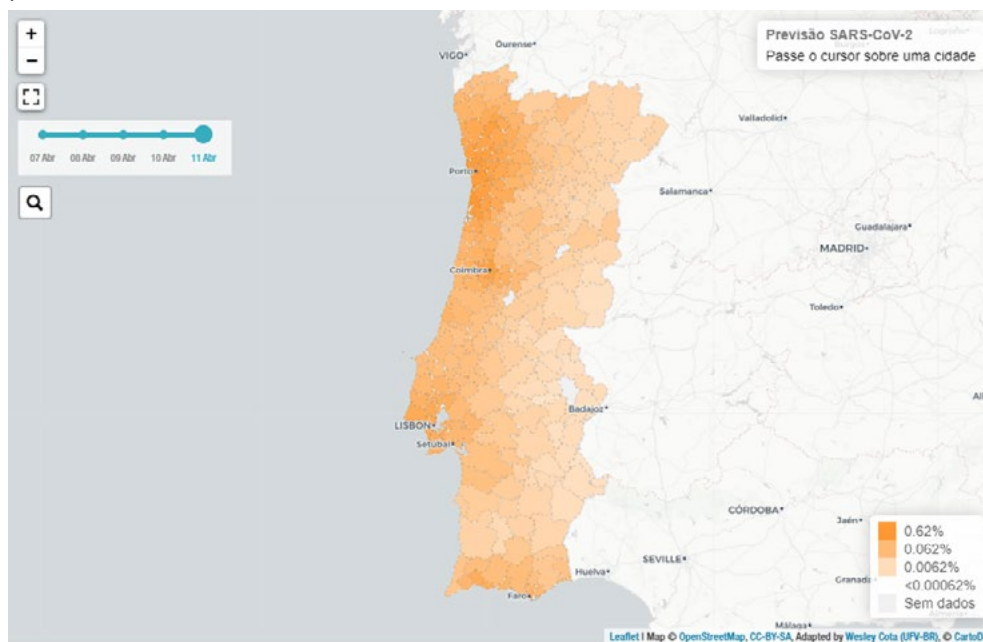 +
−
07 Abr 08 Abr 09 Abr 10 Abr 11 Abr
Previsão SARS-CoV-2
Passe o cursor sobre uma cidade
Ourense
VIGO
Valladolid
Porto
Salamanca
Guadalajara
MADRID
Coimbra
Toledo
Badajoz
LISBON
Setubal
CÓRDOBA
Jaén
SEVILLE
Huelva
Granada
Faro
Málaga
0.62%
0.062%
0.0062%
<0.00062%
Sem dados
Leaflet | Map © OpenStreetMap, CC-BY-SA, Adapted by Wesley Cota (UFV-BR), © CartoD